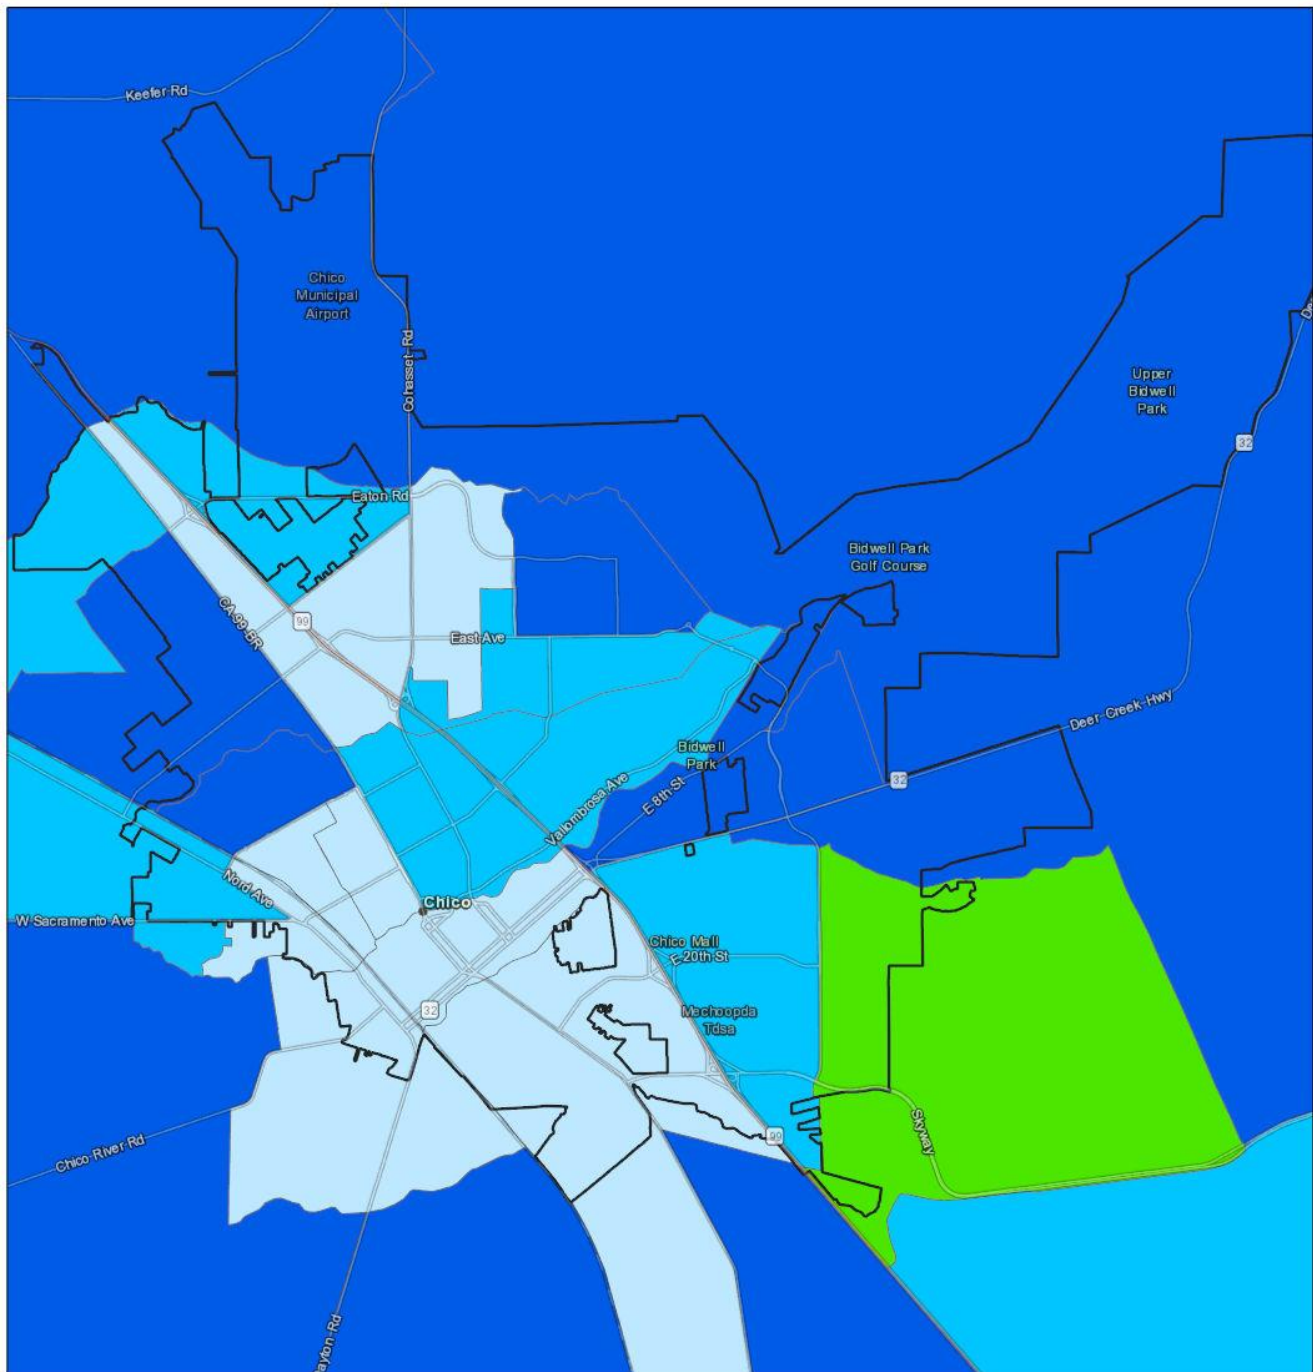 Keefer Rd
Chico
Municipal
Airport
Cohasset Rd
Upper
Bidwell
Park
32
Eaton Rd
Bidwell Park
Golf Course
CA-99-BR
99
East Ave
Deer Creek Hwy
Bidwell
Park
32
E 8th St
Vallombrosa Ave
Nord Ave
Chico
W Sacramento Ave
Chico Mall
E 20th St
32
Mechoopda
Tdsa
Skyway
99
Chico River Rd